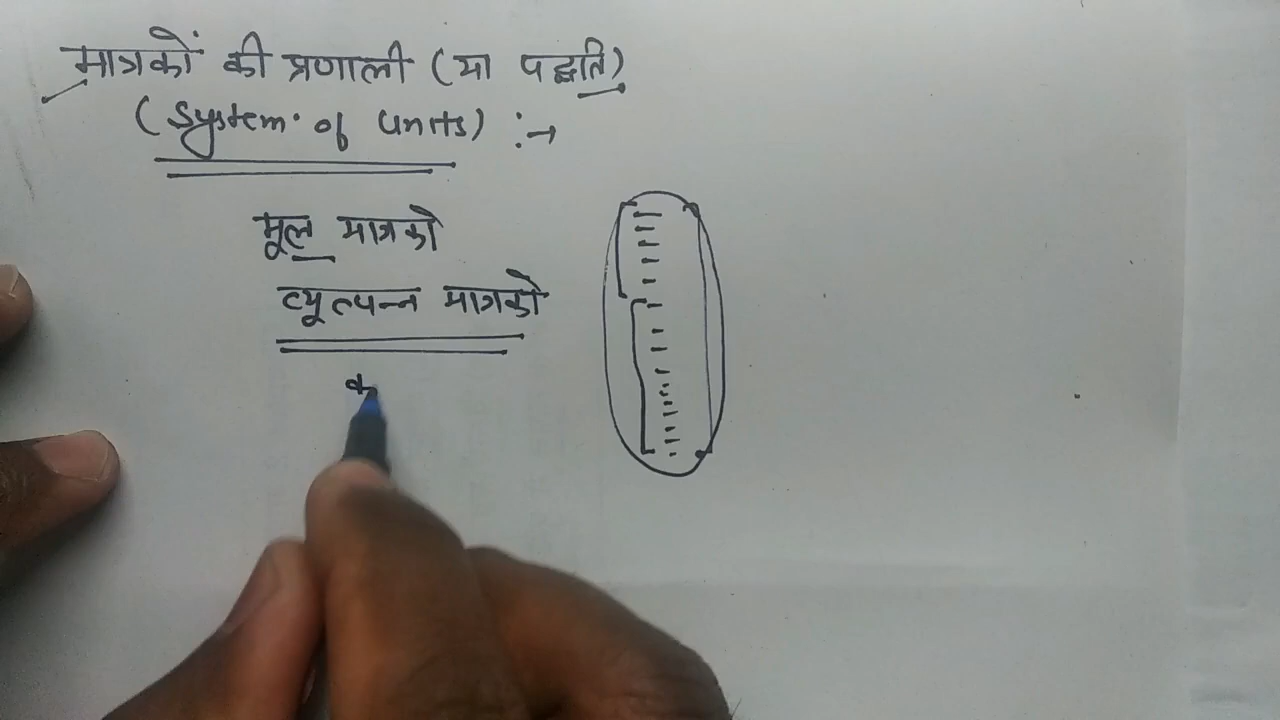 मात्रकों की प्रणाली (या पद्धति)
(System of units) :→
मूल मात्रको
व्यूत्पन्न मात्रको
क